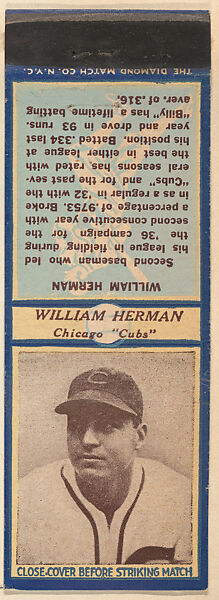 THE DIAMOND MATCH CO. N.Y.C.
WILLIAM HERMAN
Second baseman who led
his league in fielding during
the '36 campaign for the
second consecutive year with
a percentage of .9753. Broke
in as a regular in '32 with the
"Cubs" and for the past sev-
eral seasons has rated with
the best in either league at
his position. Batted .334 last
year and drove in 93 runs.
"Billy" has a lifetime batting
aver. of .316.
WILLIAM HERMAN
Chicago "Cubs"
C
CLOSE COVER BEFORE STRIKING MATCH